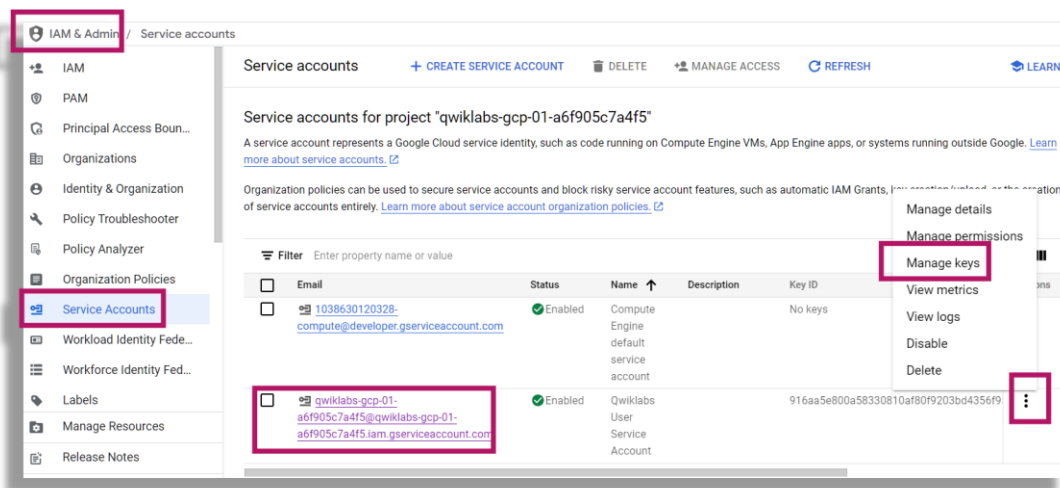 IAM & Admin / Service accounts
IAM
PAM
Principal Access Boun...
Organizations
Identity & Organization
Policy Troubleshooter
Policy Analyzer
Organization Policies
Service Accounts
Workload Identity Fede...
Workforce Identity Fed...
Labels
Manage Resources
Release Notes
Service accounts
+ CREATE SERVICE ACCOUNT
DELETE
MANAGE ACCESS
REFRESH
LEARN
Service accounts for project "qwiklabs-gcp-01-a6f905c7a4f5"
A service account represents a Google Cloud service identity, such as code running on Compute Engine VMs, App Engine apps, or systems running outside Google. Learn
more about service accounts.
Organization policies can be used to secure service accounts and block risky service account features, such as automatic IAM Grants, key creation/upload, or the creation
of service accounts entirely. Learn more about service account organization policies.
Filter Enter property name or value
Email Status Name Description Key ID
1038630120328-
compute@developer.gserviceaccount.com
Enabled
Compute
Engine
default
service
account
No keys
qwiklabs-gcp-01-
a6f905c7a4f5@qwiklabs-gcp-01-
a6f905c7a4f5.iam.gserviceaccount.com
Enabled
Qwiklabs
User
Service
Account
916aa5e800a58330810af80f9203bd4356f9
Manage details
Manage permissions
Manage keys
View metrics
View logs
Disable
Delete